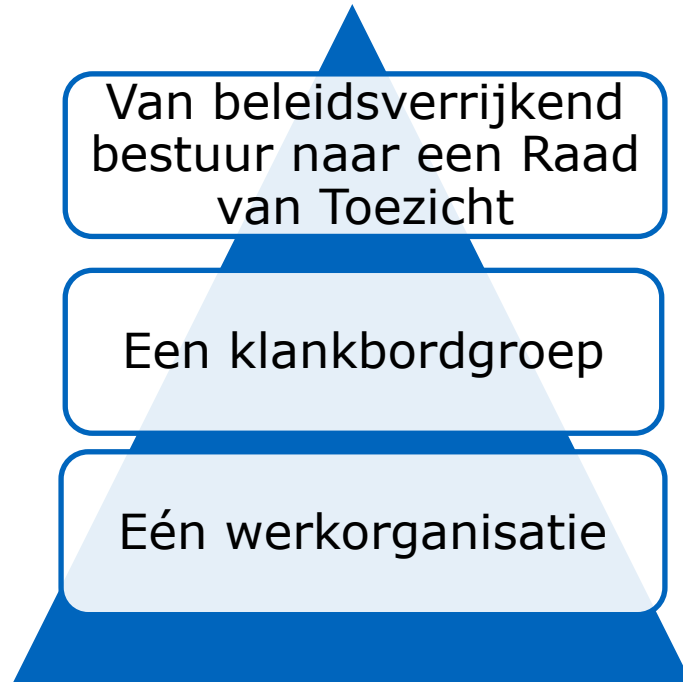 Van beleidsverrijkend
bestuur naar een Raad
van Toezicht
Een klankbordgroep
Eén werkorganisatie